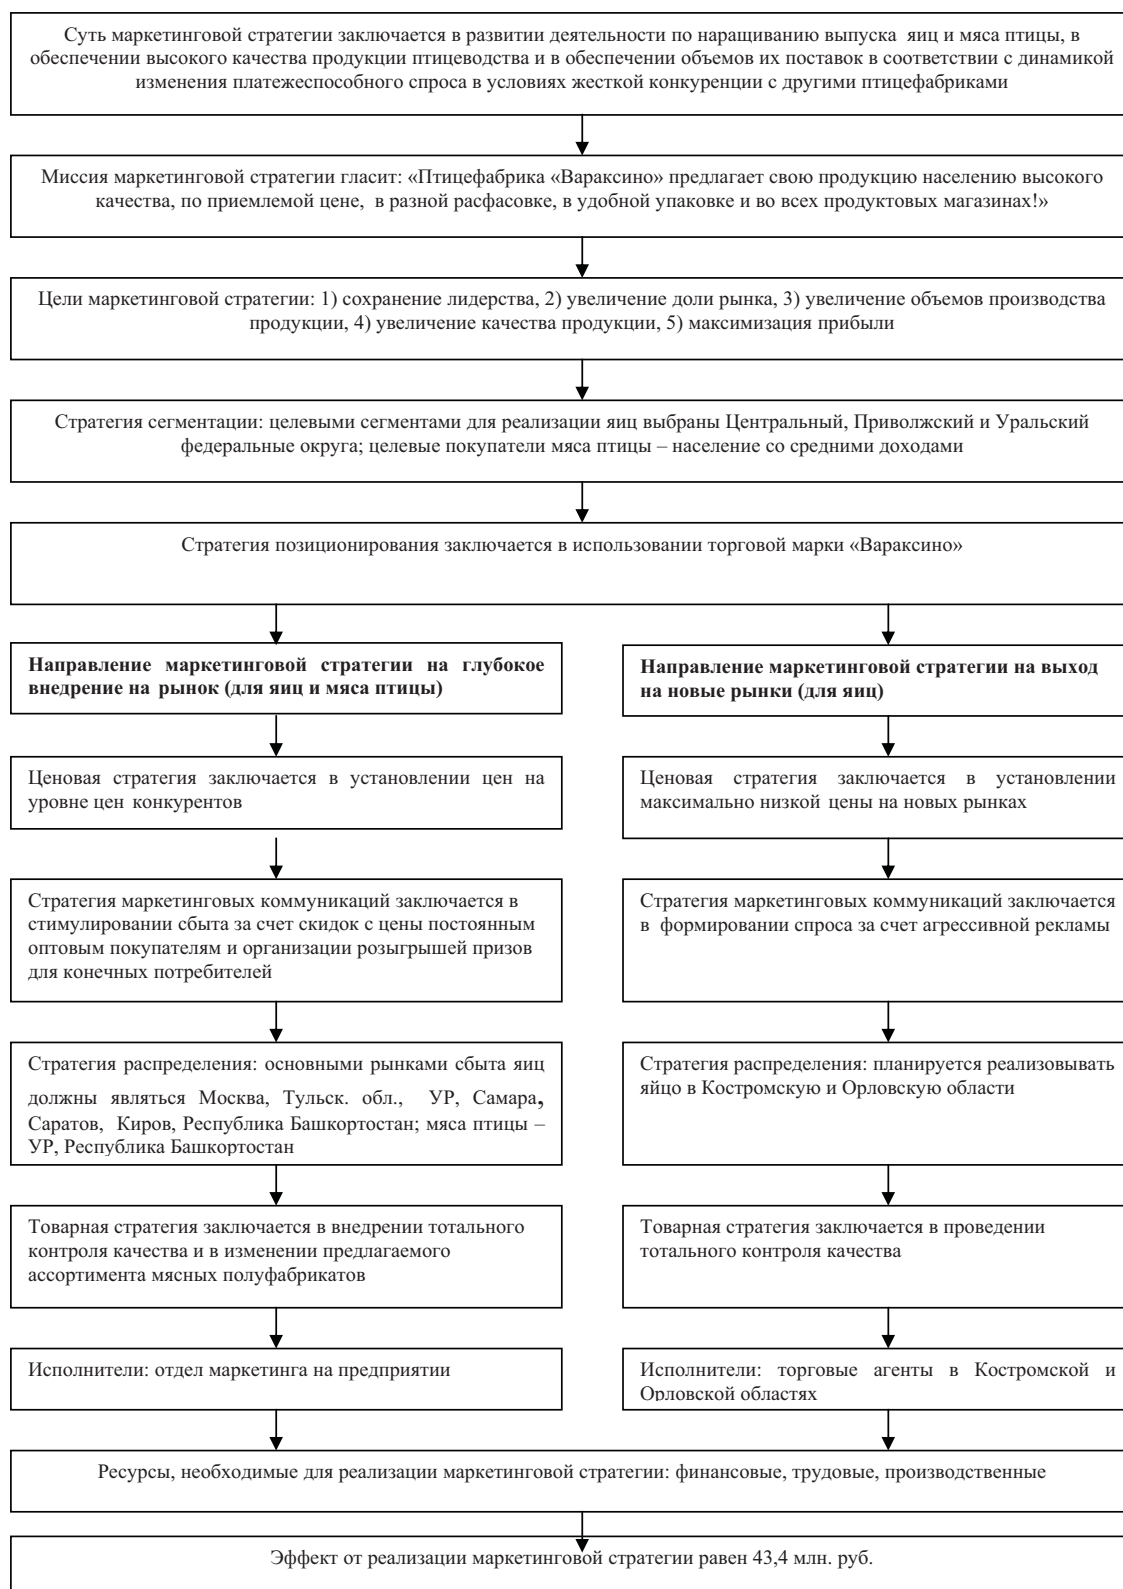 Суть маркетинговой стратегии заключается в развитии деятельности по наращиванию выпуска яиц и мяса птицы, в
обеспечении высокого качества продукции птицеводства и в обеспечении объемов их поставок в соответствии с динамикой
изменения платежеспособного спроса в условиях жесткой конкуренции с другими птицефабриками
Миссия маркетинговой стратегии гласит: «Птицефабрика «Вараксино» предлагает свою продукцию населению высокого
качества, по приемлемой цене, в разной расфасовке, в удобной упаковке и во всех продуктовых магазинах!»
Цели маркетинговой стратегии: 1) сохранение лидерства, 2) увеличение доли рынка, 3) увеличение объемов производства
продукции, 4) увеличение качества продукции, 5) максимизация прибыли
Стратегия сегментации: целевыми сегментами для реализации яиц выбраны Центральный, Приволжский и Уральский
федеральные округа; целевые покупатели мяса птицы – население со средними доходами
Стратегия позиционирования заключается в использовании торговой марки «Вараксино»
Направление маркетинговой стратегии на глубокое
внедрение на рынок (для яиц и мяса птицы)
Ценовая стратегия заключается в установлении цен на
уровне цен конкурентов
Стратегия маркетинговых коммуникаций заключается в
стимулировании сбыта за счет скидок с цены постоянным
оптовым покупателям и организации розыгрышей призов
для конечных потребителей
Стратегия распределения: основными рынками сбыта яиц
должны являться Москва, Тульск. обл., УР, Самара,
Саратов, Киров, Республика Башкортостан; мяса птицы –
УР, Республика Башкортостан
Товарная стратегия заключается в внедрении тотального
контроля качества и в изменении предлагаемого
ассортимента мясных полуфабрикатов
Исполнители: отдел маркетинга на предприятии
Направление маркетинговой стратегии на выход
на новые рынки (для яиц)
Ценовая стратегия заключается в установлении
максимально низкой цены на новых рынках
Стратегия маркетинговых коммуникаций заключается
в формировании спроса за счет агрессивной рекламы
Стратегия распределения: планируется реализовывать
яйцо в Костромскую и Орловскую области
Товарная стратегия заключается в проведении
тотального контроля качества
Исполнители: торговые агенты в Костромской и
Орловской областях
Ресурсы, необходимые для реализации маркетинговой стратегии: финансовые, трудовые, производственные
Эффект от реализации маркетинговой стратегии равен 43,4 млн. руб.